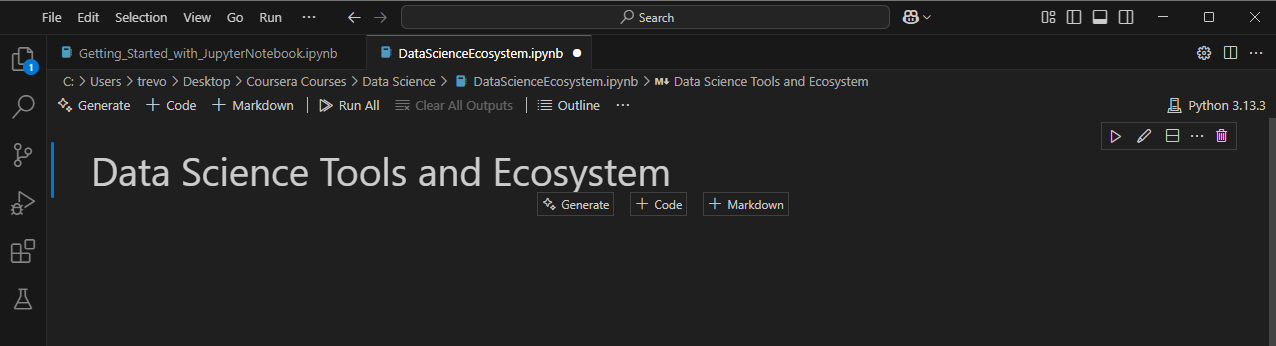 File Edit Selection View Go Run ··· Search
Getting_Started_with_JupyterNotebook.ipynb DataScienceEcosystem.ipynb
1
C: > Users > trevo > Desktop > Coursera Courses > Data Science > DataScienceEcosystem.ipynb > M↓ Data Science Tools and Ecosystem
Generate + Code + Markdown Run All Clear All Outputs Outline ··· Python 3.13.3
Data Science Tools and Ecosystem
Generate + Code + Markdown